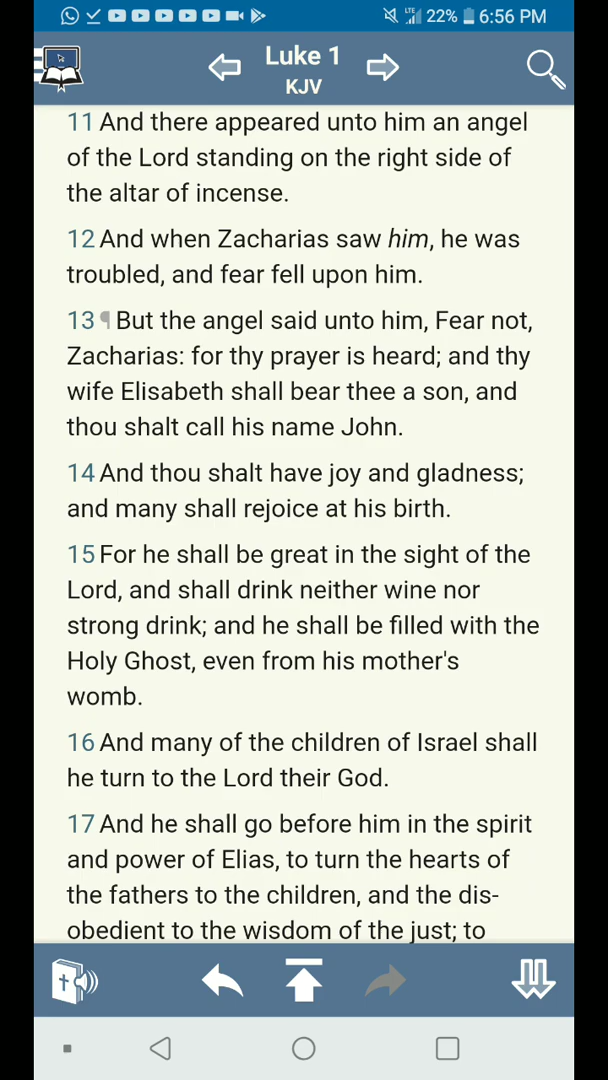 LTE 22% 6:56 PM
Luke 1
KJV
11 And there appeared unto him an angel
of the Lord standing on the right side of
the altar of incense.
12 And when Zacharias saw him, he was
troubled, and fear fell upon him.
13 ¶ But the angel said unto him, Fear not,
Zacharias: for thy prayer is heard; and thy
wife Elisabeth shall bear thee a son, and
thou shalt call his name John.
14 And thou shalt have joy and gladness;
and many shall rejoice at his birth.
15 For he shall be great in the sight of the
Lord, and shall drink neither wine nor
strong drink; and he shall be filled with the
Holy Ghost, even from his mother's
womb.
16 And many of the children of Israel shall
he turn to the Lord their God.
17 And he shall go before him in the spirit
and power of Elias, to turn the hearts of
the fathers to the children, and the dis-
obedient to the wisdom of the just; to